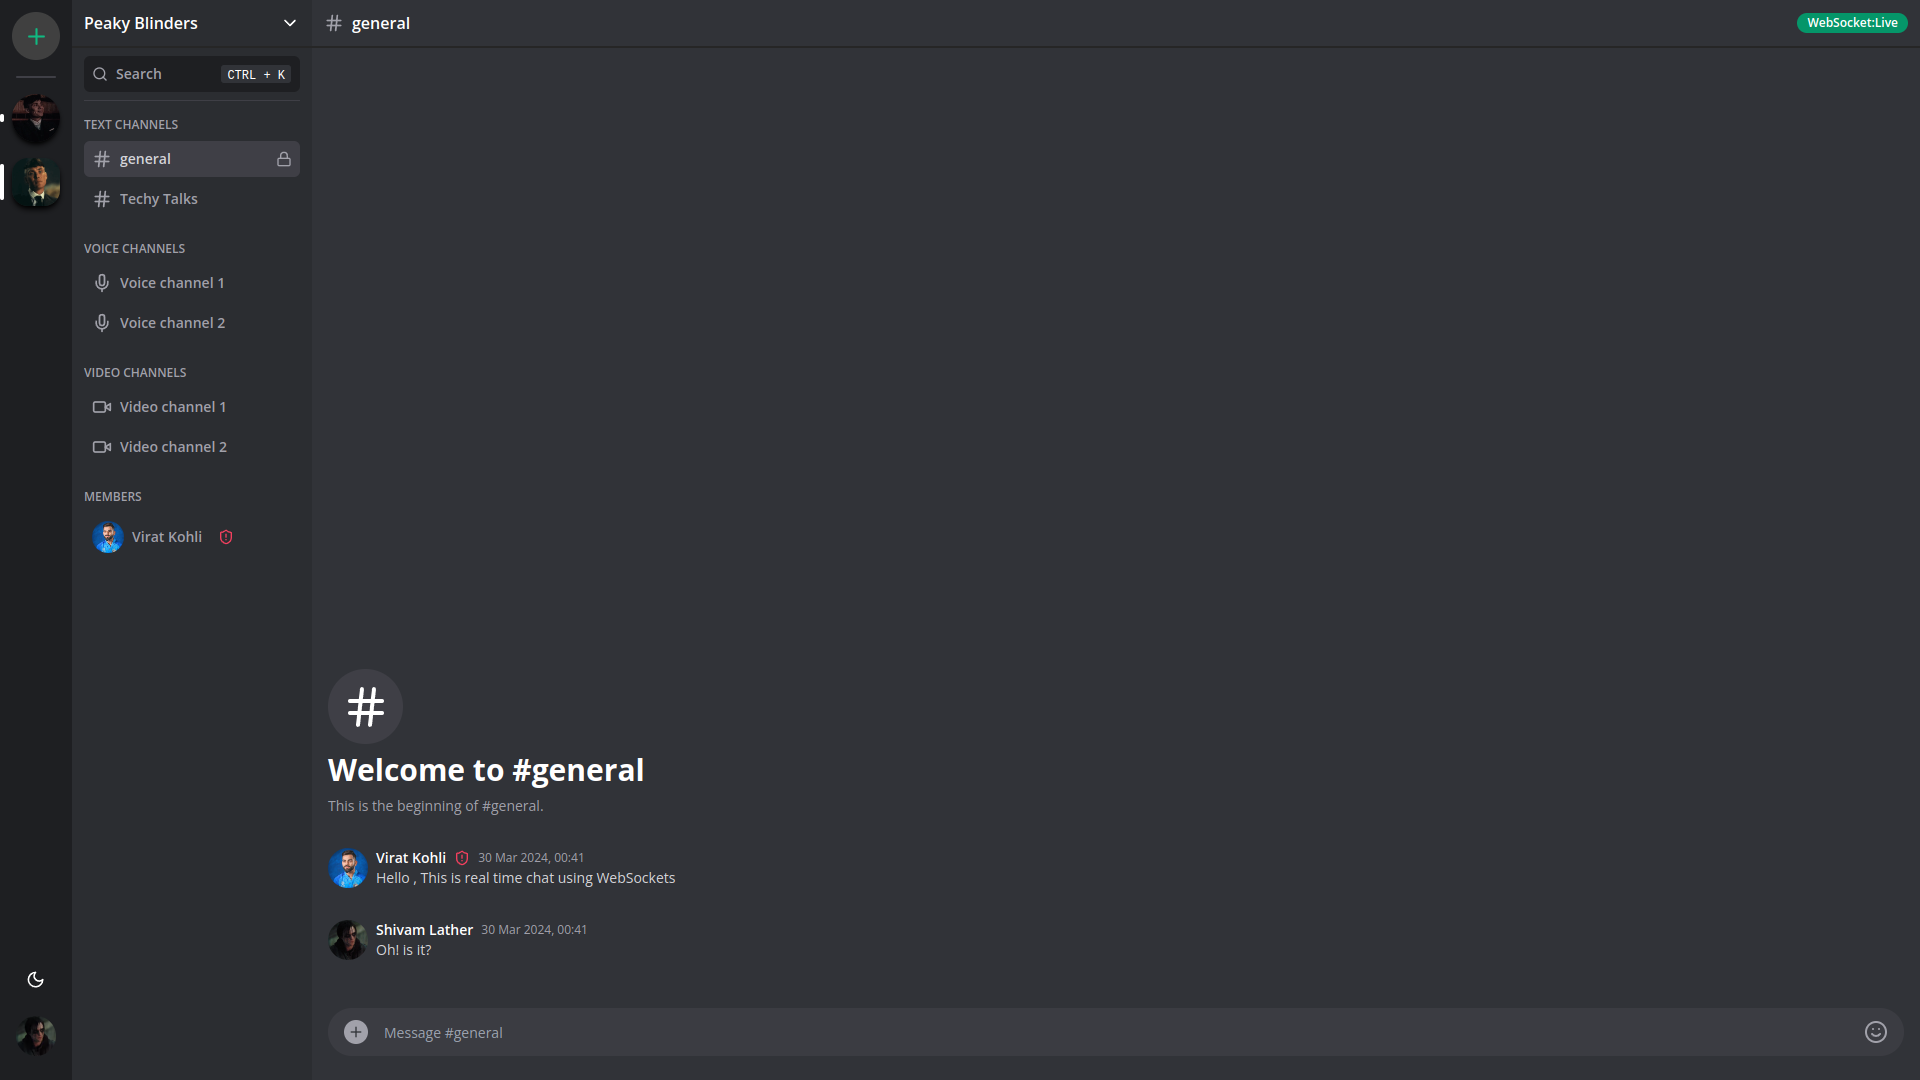 Peaky Blinders
Search CTRL + K
TEXT CHANNELS
general
Techy Talks
VOICE CHANNELS
Voice channel 1
Voice channel 2
VIDEO CHANNELS
Video channel 1
Video channel 2
MEMBERS
Virat Kohli
# general
WebSocket:Live
#
Welcome to #general
This is the beginning of #general.
Virat Kohli 30 Mar 2024, 00:41
Hello , This is real time chat using WebSockets
Shivam Lather 30 Mar 2024, 00:41
Oh! is it?
Message #general